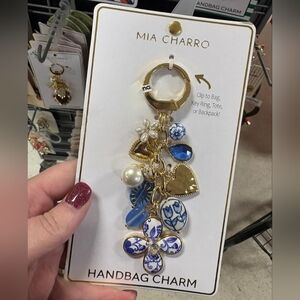 HANDBAG CHARM
MIA CHARRO
Clip to Bag,
Key Ring, Tote,
or Backpack!
HANDBAG CHARM